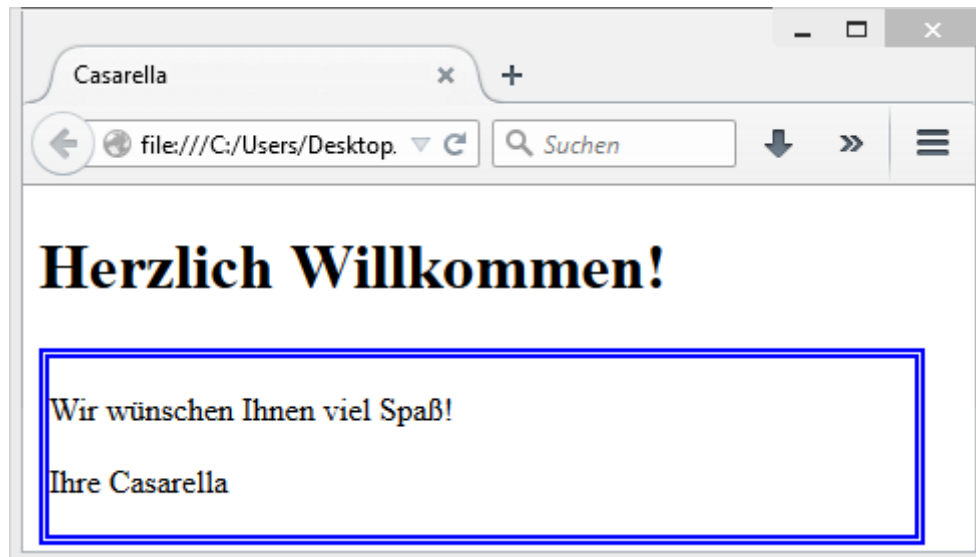 Casarella
file:///C:/Users/Desktop.
Suchen
Herzlich Willkommen!
Wir wünschen Ihnen viel Spaß!
Ihre Casarella